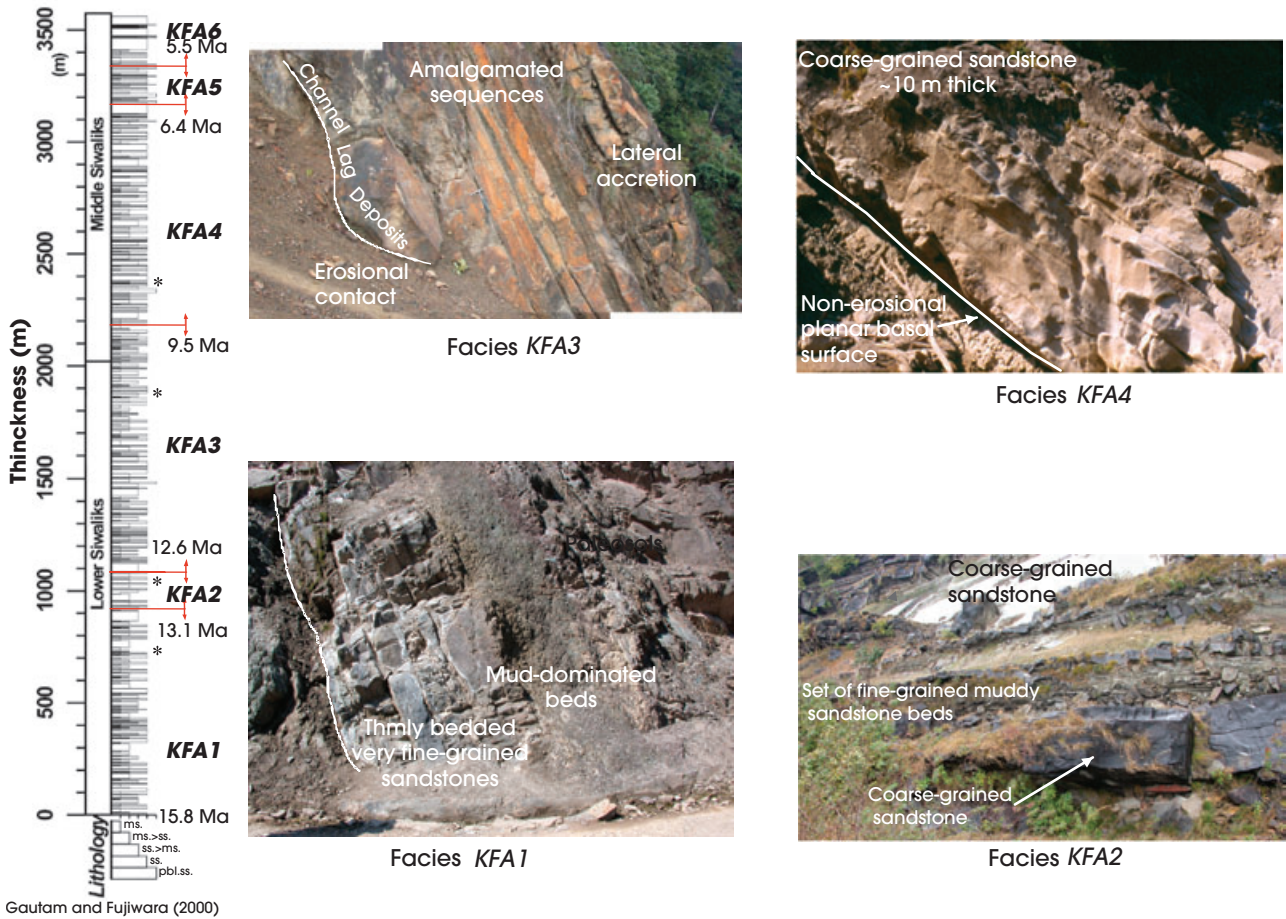 3500
(m)
3000
2500
2000
1500
1000
500
0
Thinckness (m)
Middle Siwaliks
Lower Siwaliks
Lithology
KFA6
5.5 Ma
KFA5
6.4 Ma
KFA4
*
9.5 Ma
*
KFA3
12.6 Ma
*
KFA2
13.1 Ma
*
KFA1
15.8 Ma
ms.
ms.>ss.
ss.>ms.
ss.
pbl.ss.
Gautam and Fujiwara (2000)
Channel Lag Deposits
Amalgamated
sequences
Lateral
accretion
Erosional
contact
Facies KFA3
Coarse-grained sandstone
~10 m thick
Non-erosional
planar basal
surface
Facies KFA4
Paleosols
Mud-dominated
beds
Thmly bedded
very fine-grained
sandstones
Facies KFA1
Coarse-grained
sandstone
Set of fine-grained muddy
sandstone beds
Coarse-grained
sandstone
Facies KFA2